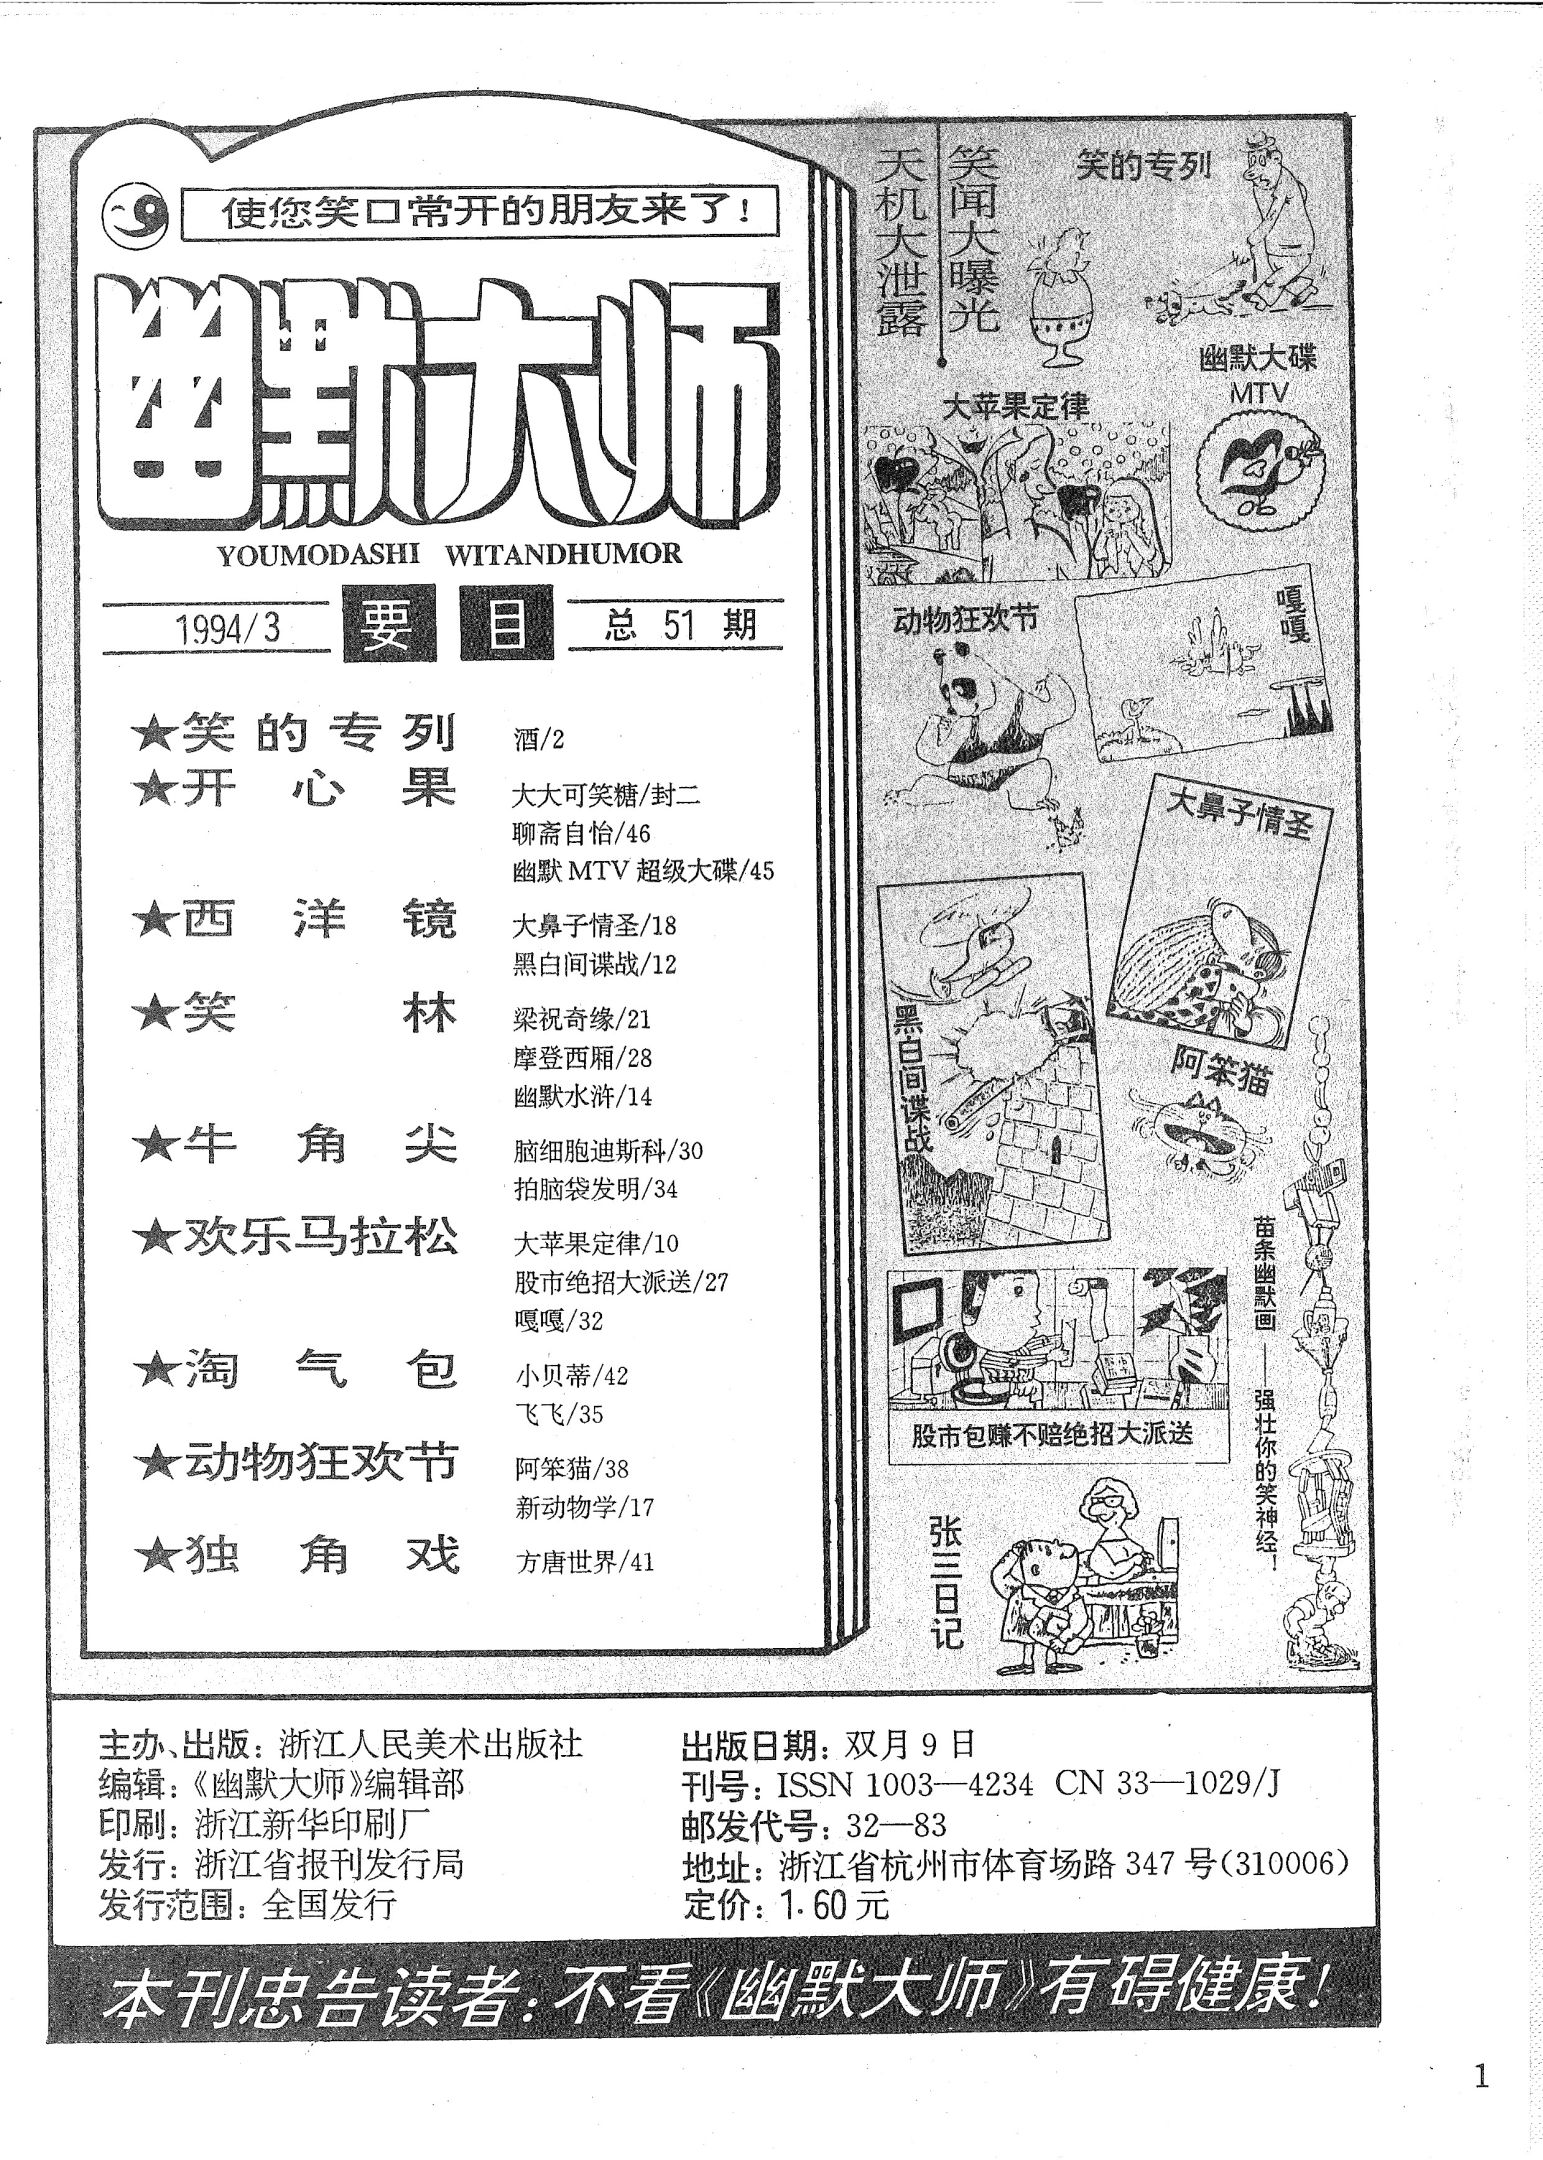 使您笑口常开的朋友来了!
幽默大师
YOUMODASHI WITANDHUMOR
1994/3 要目 总 51 期
★笑的专列 酒/2
★开心果 大大可笑糖/封二
聊斋自怡/46
幽默MTV超级大碟/45
★西洋镜 大鼻子情圣/18
黑白间谍战/12
★笑林 梁祝奇缘/21
摩登西厢/28
幽默水浒/14
★牛角尖 脑细胞迪斯科/30
拍脑袋发明/34
★欢乐马拉松 大苹果定律/10
股市绝招大派送/27
嘎嘎/32
★淘气包 小贝蒂/42
飞飞/35
★动物狂欢节 阿笨猫/38
新动物学/17
★独角戏 方唐世界/41
笑闻大曝光
天机大泄露
笑的专列
幽默大碟
MTV
大苹果定律
动物狂欢节
嘎嘎
大鼻子情圣
黑白间谍战
阿笨猫
苗条幽默画——强壮你的笑神经!
股市包赚不赔绝招大派送
张三日记
主办、出版：浙江人民美术出版社
编辑：《幽默大师》编辑部
印刷：浙江新华印刷厂
发行：浙江省报刊发行局
发行范围：全国发行
出版日期：双月9日
刊号：ISSN 1003—4234 CN 33—1029/J
邮发代号：32—83
地址：浙江省杭州市体育场路 347 号(310006)
定价：1.60元
本刊忠告读者：不看《幽默大师》有碍健康!
1